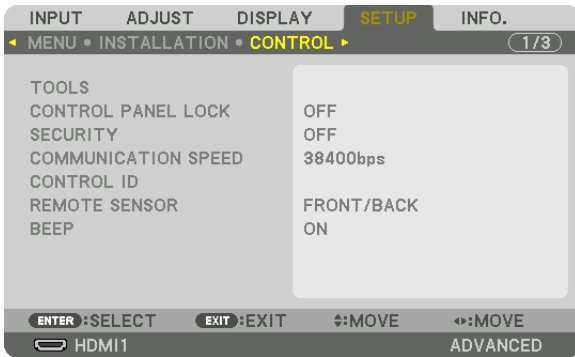 INPUT ADJUST DISPLAY SETUP INFO.
MENU • INSTALLATION • CONTROL 1/3
TOOLS
CONTROL PANEL LOCK OFF
SECURITY OFF
COMMUNICATION SPEED 38400bps
CONTROL ID
REMOTE SENSOR FRONT/BACK
BEEP ON
ENTER :SELECT EXIT :EXIT :MOVE :MOVE
HDMI1 ADVANCED